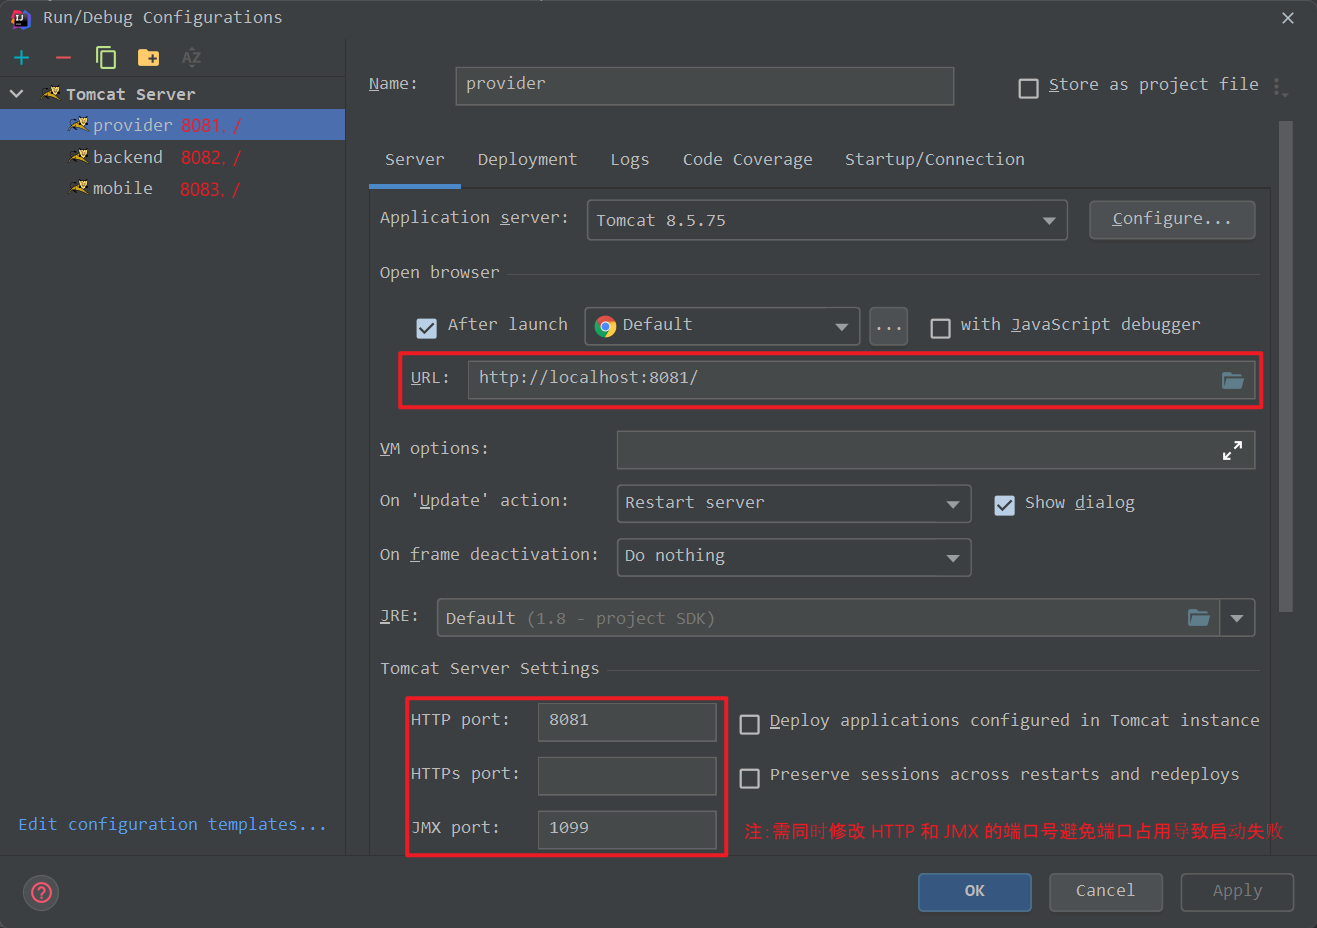 Run/Debug Configurations
Name: provider Store as project file
Tomcat Server
provider 8081, /
backend 8082, /
mobile 8083, /
Server Deployment Logs Code Coverage Startup/Connection
Application server: Tomcat 8.5.75 Configure...
Open browser
After launch Default ... with JavaScript debugger
URL: http://localhost:8081/
VM options:
On 'Update' action: Restart server Show dialog
On frame deactivation: Do nothing
JRE: Default (1.8 - project SDK)
Tomcat Server Settings
HTTP port: 8081 Deploy applications configured in Tomcat instance
HTTPs port: Preserve sessions across restarts and redeploys
JMX port: 1099 注:需同时修改 HTTP 和 JMX 的端口号避免端口占用导致启动失败
Edit configuration templates...
? OK Cancel Apply